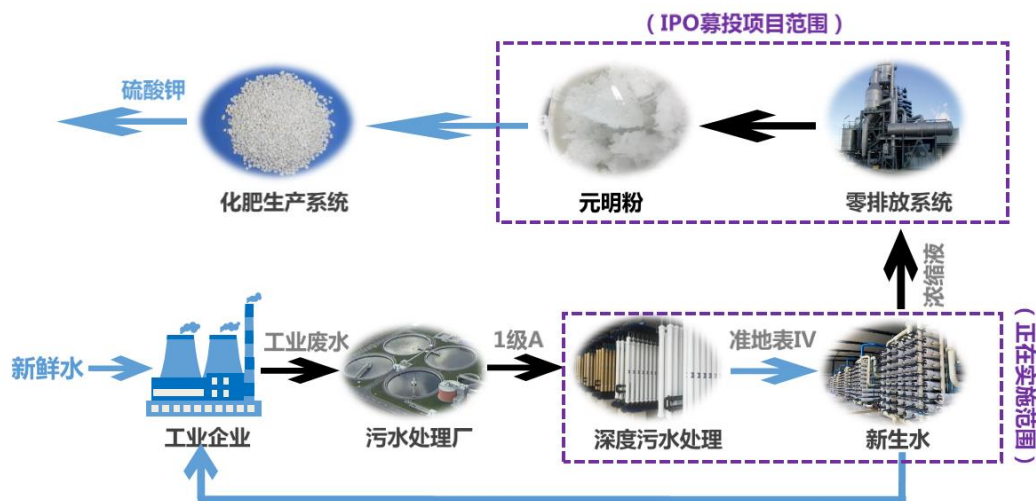 （IPO募投项目范围）
硫酸钾
化肥生产系统
元明粉
零排放系统
浓缩液
新鲜水
工业废水
1级A
准地表IV
工业企业
污水处理厂
深度污水处理
新生水
（正在实施范围）